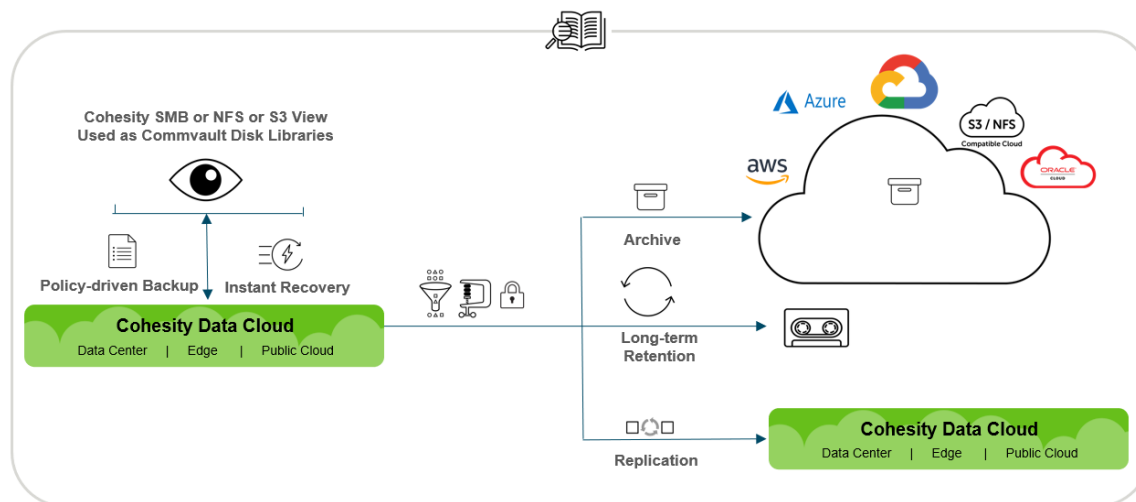 Cohesity SMB or NFS or S3 View
Used as Commvault Disk Libraries
Policy-driven Backup
Instant Recovery
Cohesity Data Cloud
Data Center | Edge | Public Cloud
Archive
Long-term
Retention
Replication
Azure
aws
S3 / NFS
Compatible Cloud
ORACLE
CLOUD
Cohesity Data Cloud
Data Center | Edge | Public Cloud